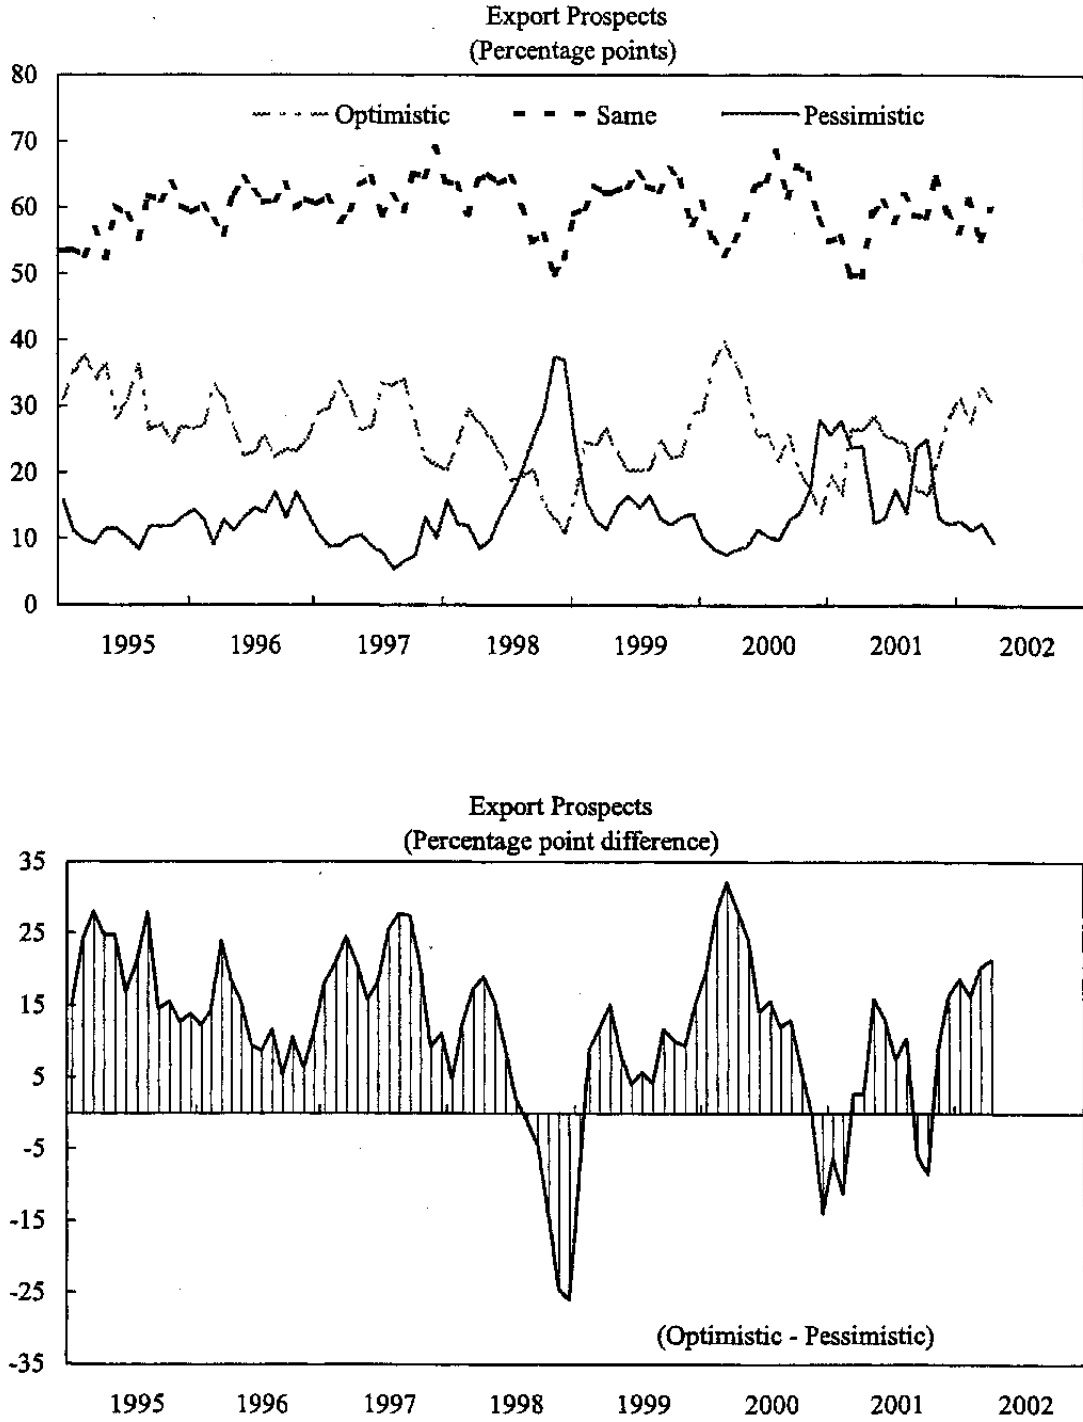 Export Prospects
(Percentage points)
80
Optimistic Same Pessimistic
70
60
50
40
30
20
10
0
1995 1996 1997 1998 1999 2000 2001 2002
Export Prospects
(Percentage point difference)
35
25
15
5
-5
-15
-25
(Optimistic - Pessimistic)
-35
1995 1996 1997 1998 1999 2000 2001 2002